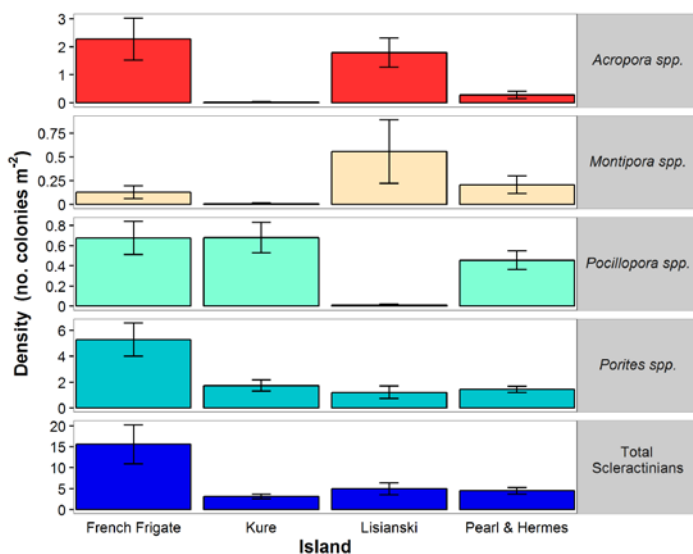 3
2
1
0
Acropora spp.
0.75
0.50
0.25
0
Montipora spp.
0.8
0.6
0.4
0.2
0
Pocillopora spp.
6
4
2
0
Porites spp.
20
15
10
5
0
Total
Scleractinians
Density (no. colonies m⁻²)
French Frigate Kure Lisianski Pearl & Hermes
Island